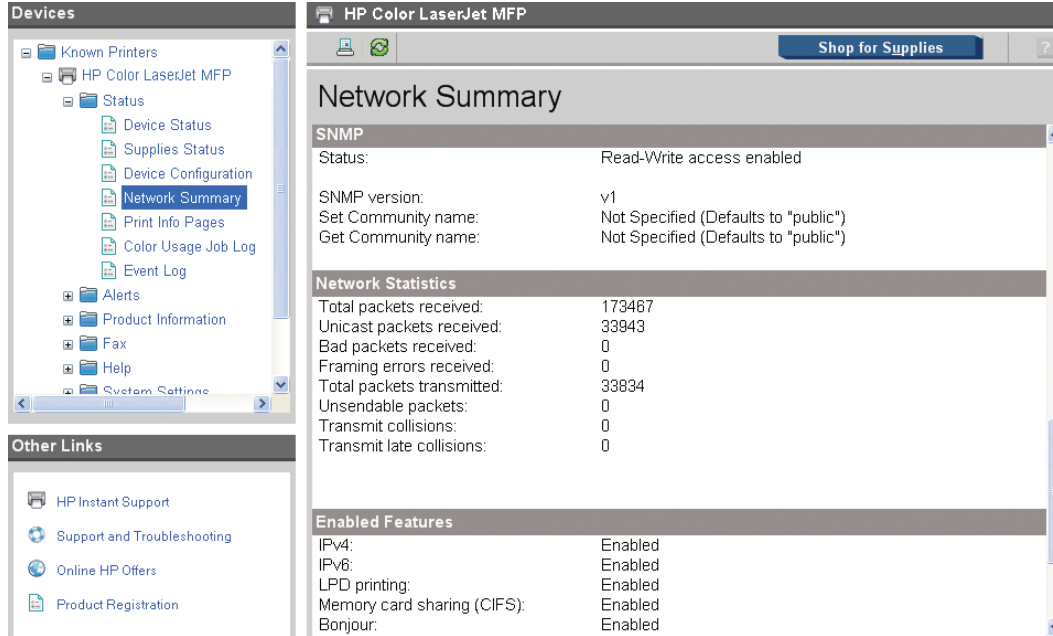 Devices
Known Printers
HP Color LaserJet MFP
Status
Device Status
Supplies Status
Device Configuration
Network Summary
Print Info Pages
Color Usage Job Log
Event Log
Alerts
Product Information
Fax
Help
System Settings
Other Links
HP Instant Support
Support and Troubleshooting
Online HP Offers
Product Registration
HP Color LaserJet MFP
Shop for Supplies ?
Network Summary
SNMP
Status: Read-Write access enabled
SNMP version: v1
Set Community name: Not Specified (Defaults to "public")
Get Community name: Not Specified (Defaults to "public")
Network Statistics
Total packets received: 173467
Unicast packets received: 33943
Bad packets received: 0
Framing errors received: 0
Total packets transmitted: 33834
Unsendable packets: 0
Transmit collisions: 0
Transmit late collisions: 0
Enabled Features
IPv4: Enabled
IPv6: Enabled
LPD printing: Enabled
Memory card sharing (CIFS): Enabled
Bonjour: Enabled